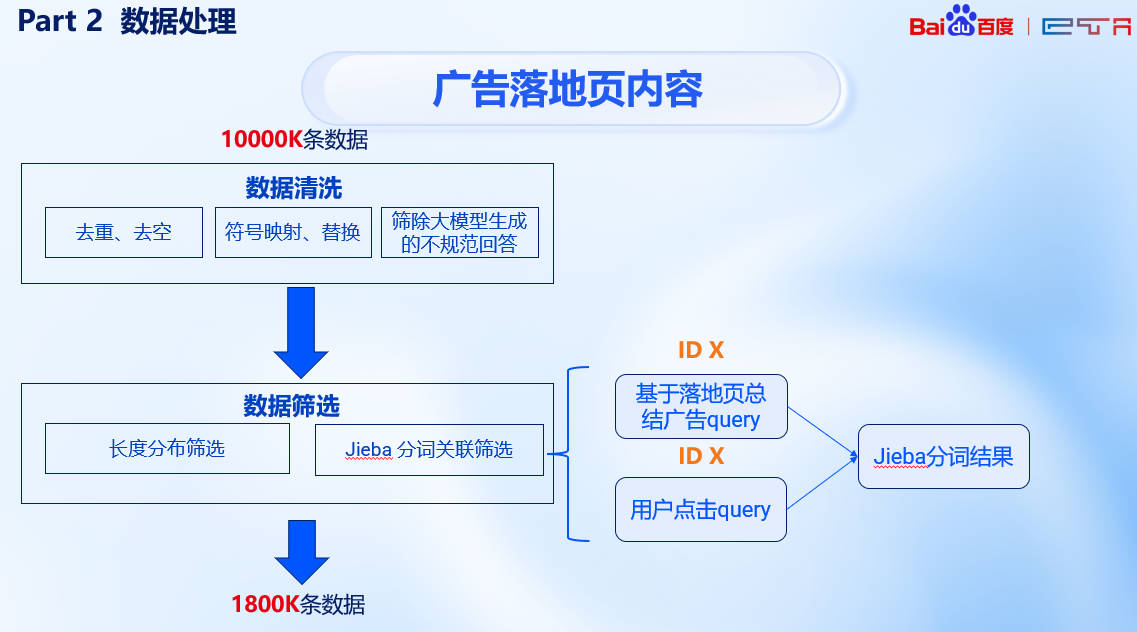 Part 2 数据处理
Bai du 百度 | ETA
广告落地页内容
10000K条数据
数据清洗
去重、去空
符号映射、替换
筛除大模型生成
的不规范回答
数据筛选
长度分布筛选
Jieba 分词关联筛选
ID X
基于落地页总
结广告query
ID X
用户点击query
Jieba分词结果
1800K条数据